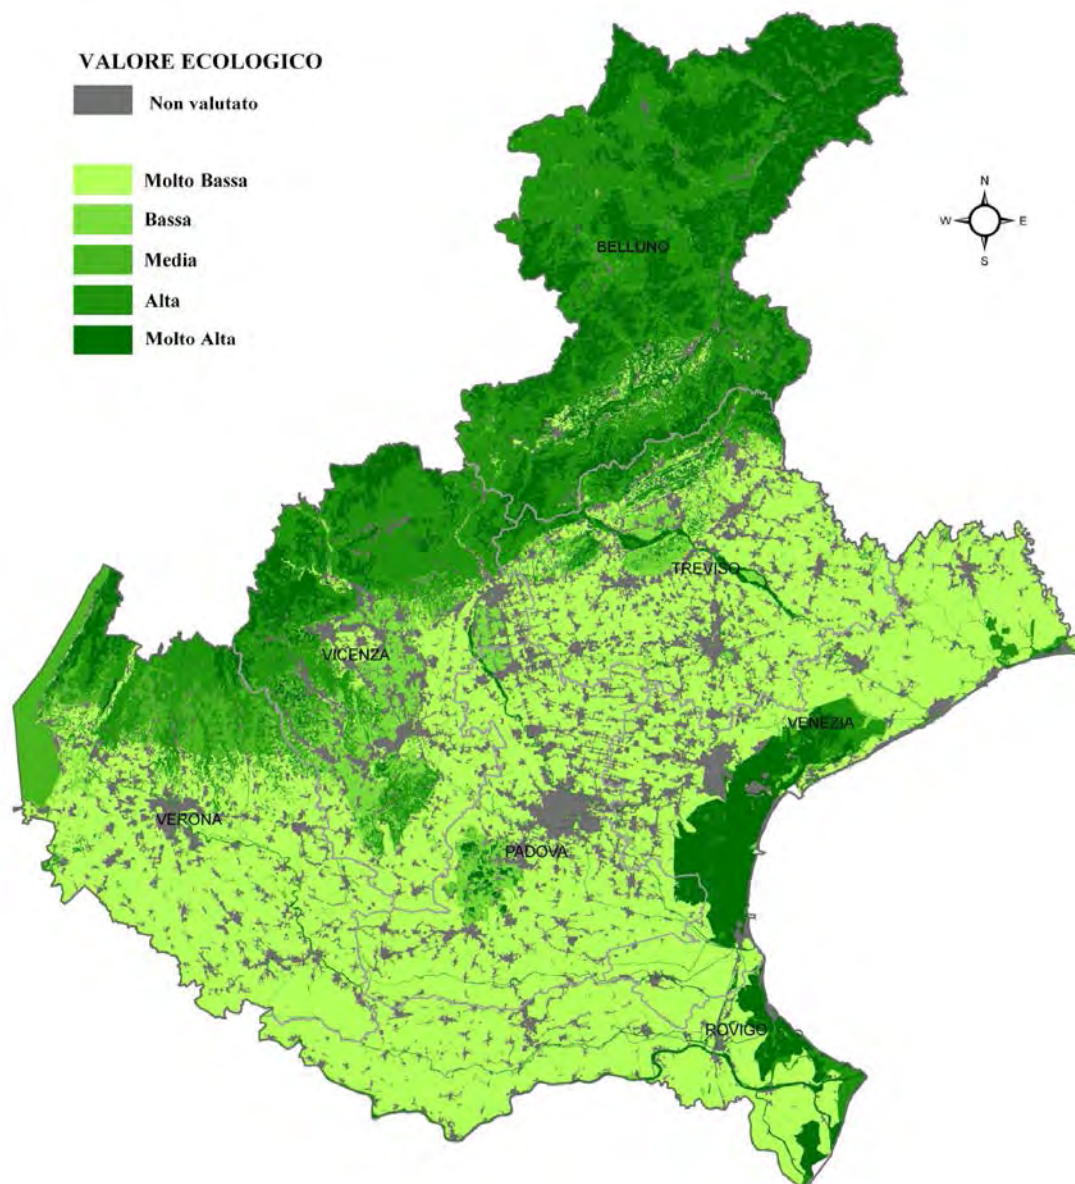 VALORE ECOLOGICO
Non valutato
Molto Bassa
Bassa
Media
Alta
Molto Alta
N
W E
S
BELLUNO
TREVISO
VICENZA
VENEZIA
VERONA
PADOVA
ROVIGO